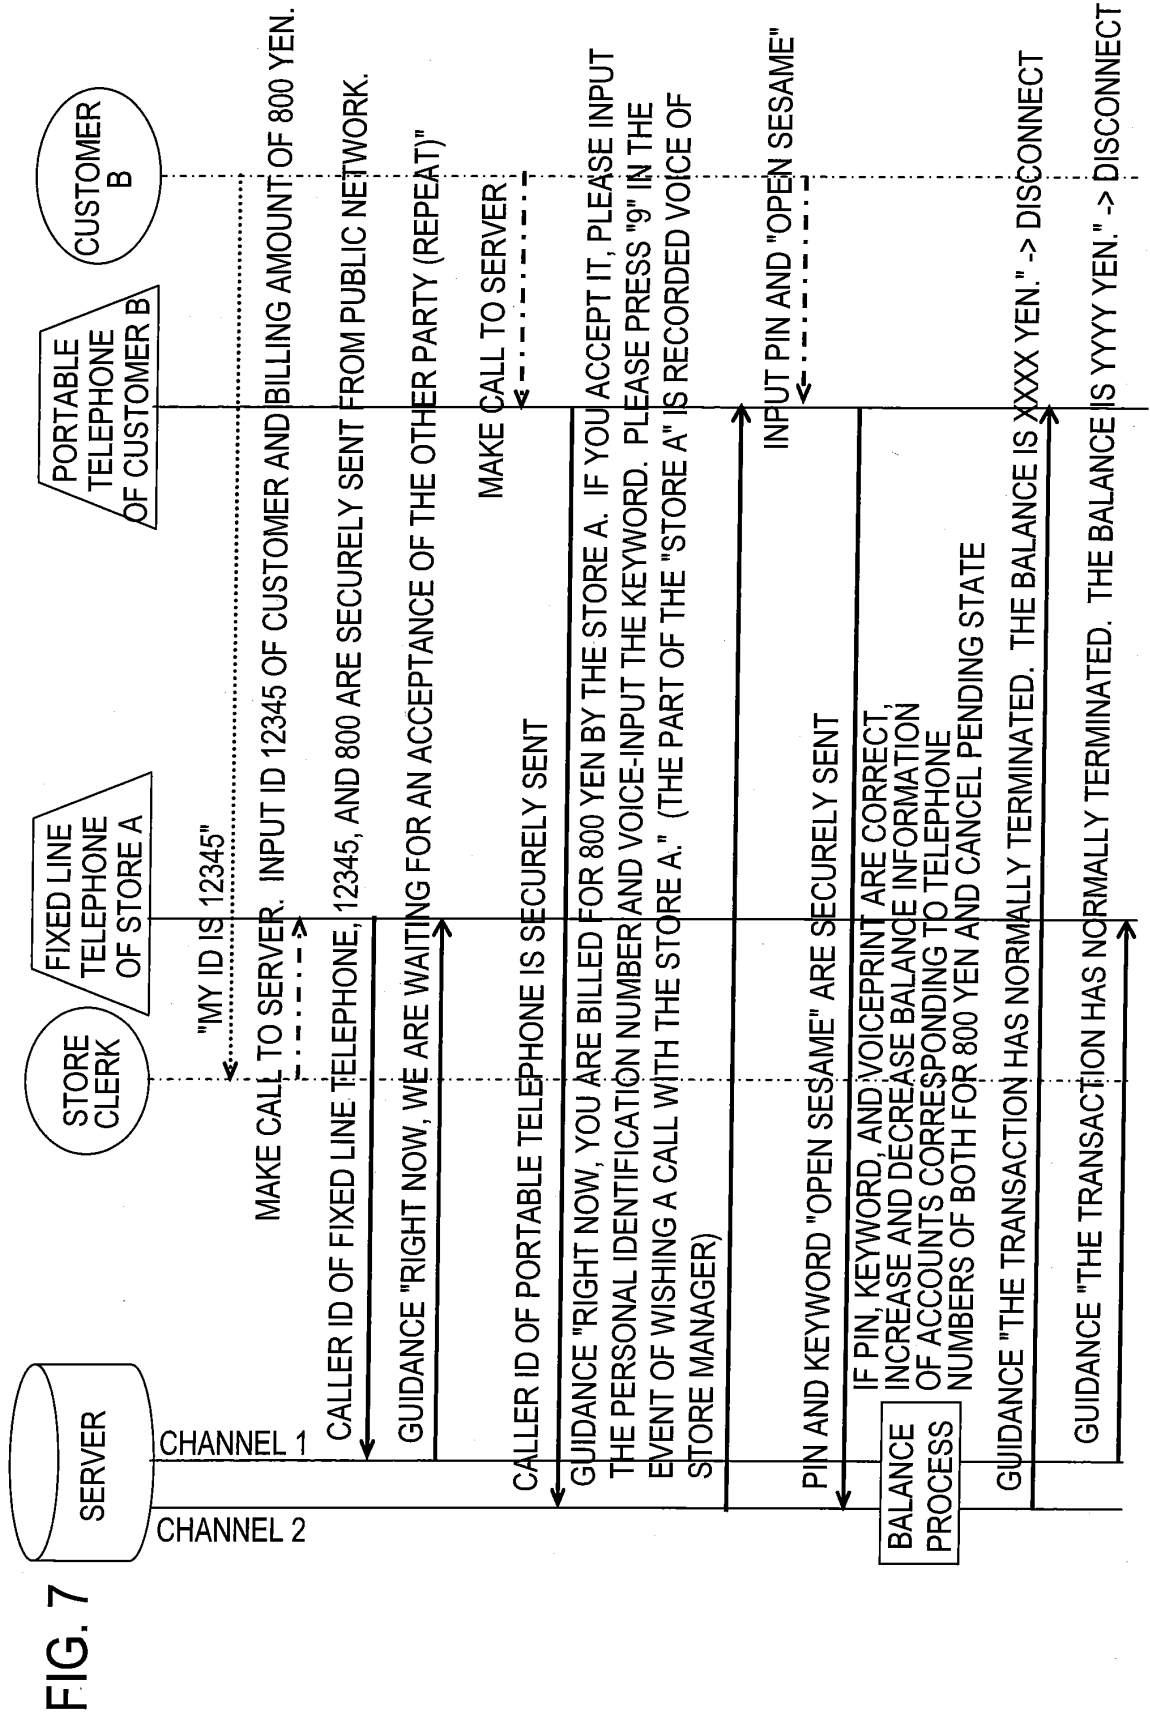 FIG. 7
SERVER
STORE
CLERK
FIXED LINE
TELEPHONE
OF STORE A
PORTABLE
TELEPHONE
OF CUSTOMER B
CUSTOMER
B
CHANNEL 1
CHANNEL 2
"MY ID IS 12345"
MAKE CALL TO SERVER. INPUT ID 12345 OF CUSTOMER AND BILLING AMOUNT OF 800 YEN.
CALLER ID OF FIXED LINE TELEPHONE, 12345, AND 800 ARE SECURELY SENT FROM PUBLIC NETWORK.
GUIDANCE "RIGHT NOW, WE ARE WAITING FOR AN ACCEPTANCE OF THE OTHER PARTY (REPEAT)"
MAKE CALL TO SERVER
CALLER ID OF PORTABLE TELEPHONE IS SECURELY SENT
GUIDANCE "RIGHT NOW, YOU ARE BILLED FOR 800 YEN BY THE STORE A. IF YOU ACCEPT IT, PLEASE INPUT
THE PERSONAL IDENTIFICATION NUMBER AND VOICE-INPUT THE KEYWORD. PLEASE PRESS "9" IN THE
EVENT OF WISHING A CALL WITH THE STORE A." (THE PART OF THE "STORE A" IS RECORDED VOICE OF
STORE MANAGER)
INPUT PIN AND "OPEN SESAME"
PIN AND KEYWORD "OPEN SESAME" ARE SECURELY SENT
BALANCE
PROCESS
IF PIN, KEYWORD, AND VOICEPRINT ARE CORRECT,
INCREASE AND DECREASE BALANCE INFORMATION
OF ACCOUNTS CORRESPONDING TO TELEPHONE
NUMBERS OF BOTH FOR 800 YEN AND CANCEL PENDING STATE
GUIDANCE "THE TRANSACTION HAS NORMALLY TERMINATED. THE BALANCE IS XXXX YEN." -> DISCONNECT
GUIDANCE "THE TRANSACTION HAS NORMALLY TERMINATED. THE BALANCE IS YYYY YEN." -> DISCONNECT